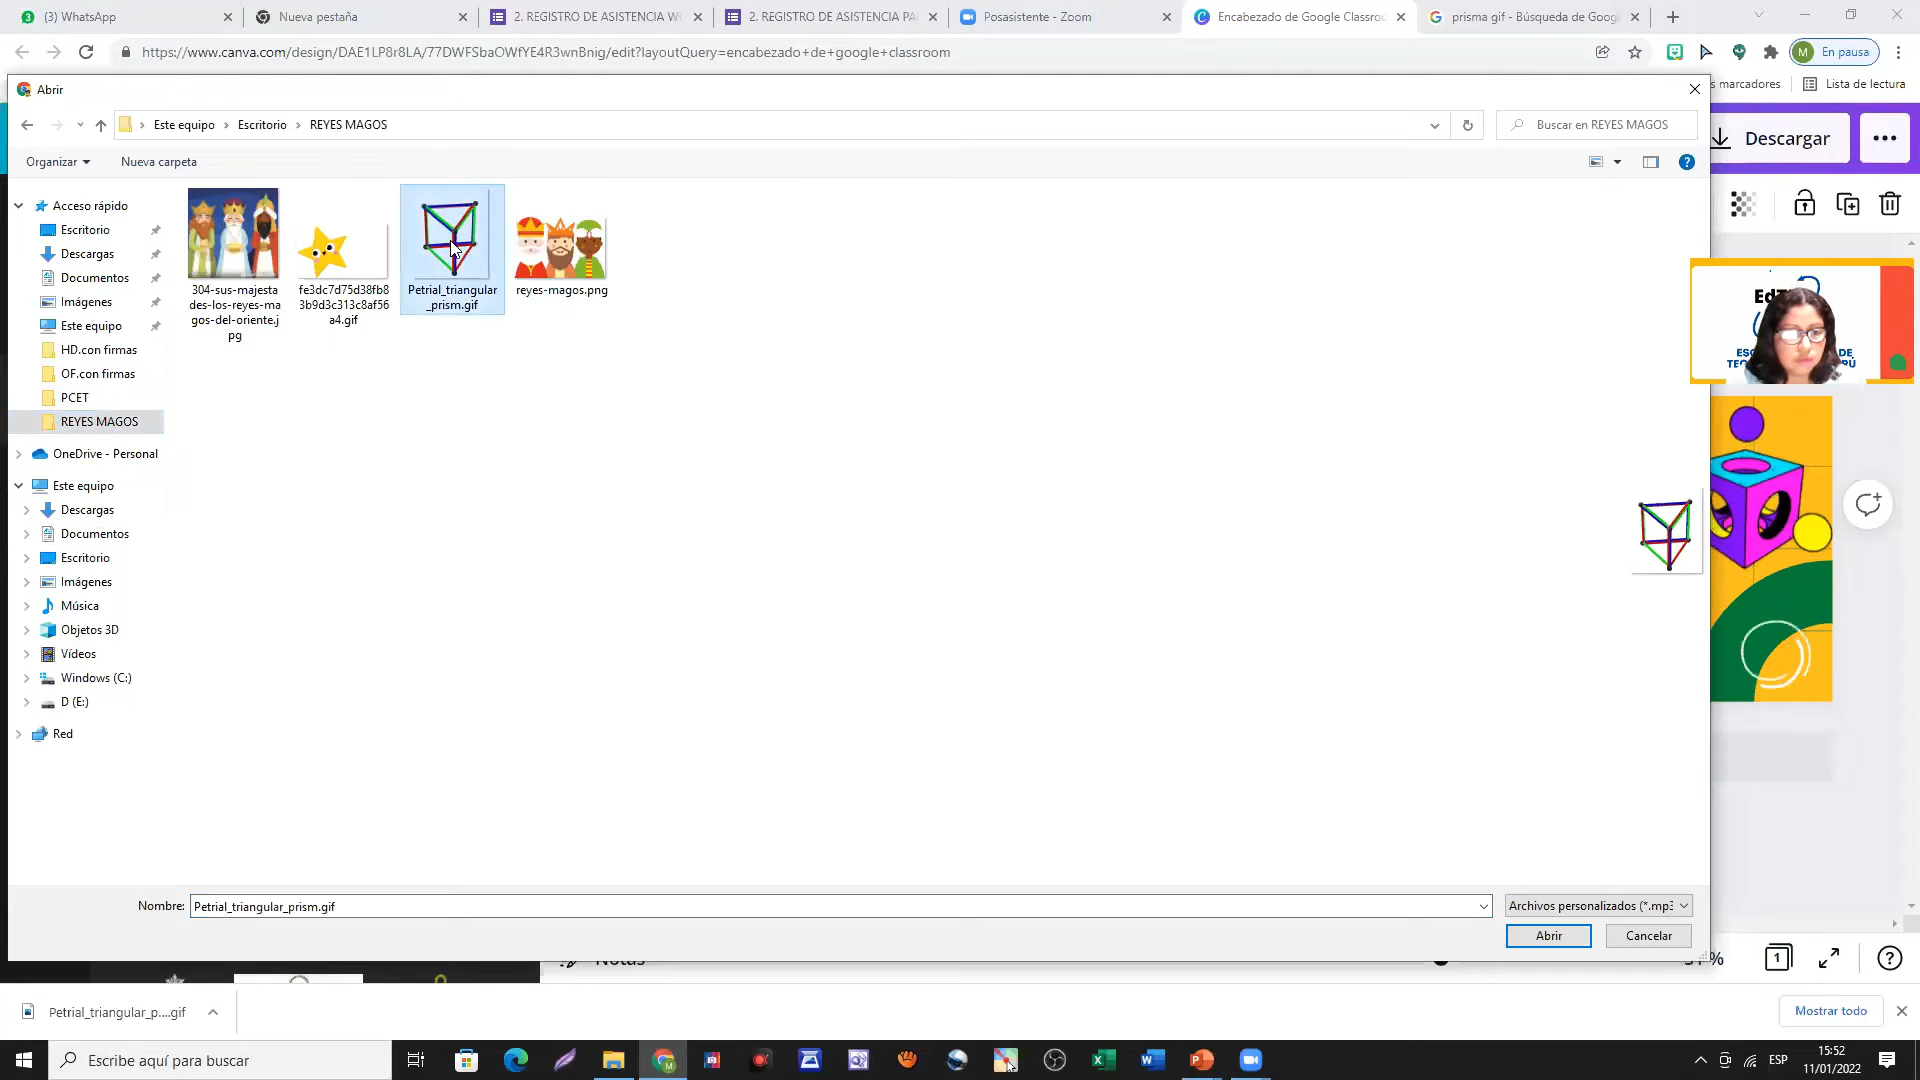 (3) WhatsApp
Nueva pestaña
2. REGISTRO DE ASISTENCIA W
2. REGISTRO DE ASISTENCIA PA
Posasistente - Zoom
Encabezado de Google Classroo
prisma gif - Búsqueda de Goog
https://www.canva.com/design/DAE1LP8r8LA/77DWFSbaOWfYE4R3wnBnig/edit?layoutQuery=encabezado+de+google+classroom
M
En pausa
Abrir
s marcadores
Lista de lectura
Este equipo
Escritorio
REYES MAGOS
Buscar en REYES MAGOS
Descargar
Organizar
Nueva carpeta
Acceso rápido
Escritorio
Descargas
Documentos
Imágenes
Este equipo
HD.con firmas
OF.con firmas
PCET
REYES MAGOS
OneDrive - Personal
Este equipo
Descargas
Documentos
Escritorio
Imágenes
Música
Objetos 3D
Vídeos
Windows (C:)
D (E:)
Red
304-sus-majesta
des-los-reyes-ma
gos-del-oriente.j
pg
fe3dc7d75d38fb8
3b9d3c313c8af56
a4.gif
Petrial_triangular
_prism.gif
reyes-magos.png
Nombre:
Petrial_triangular_prism.gif
Archivos personalizados (*.mp3
Abrir
Cancelar
Notas
%
1
Petrial_triangular_p....gif
Mostrar todo
Escribe aquí para buscar
ESP
15:52
11/01/2022